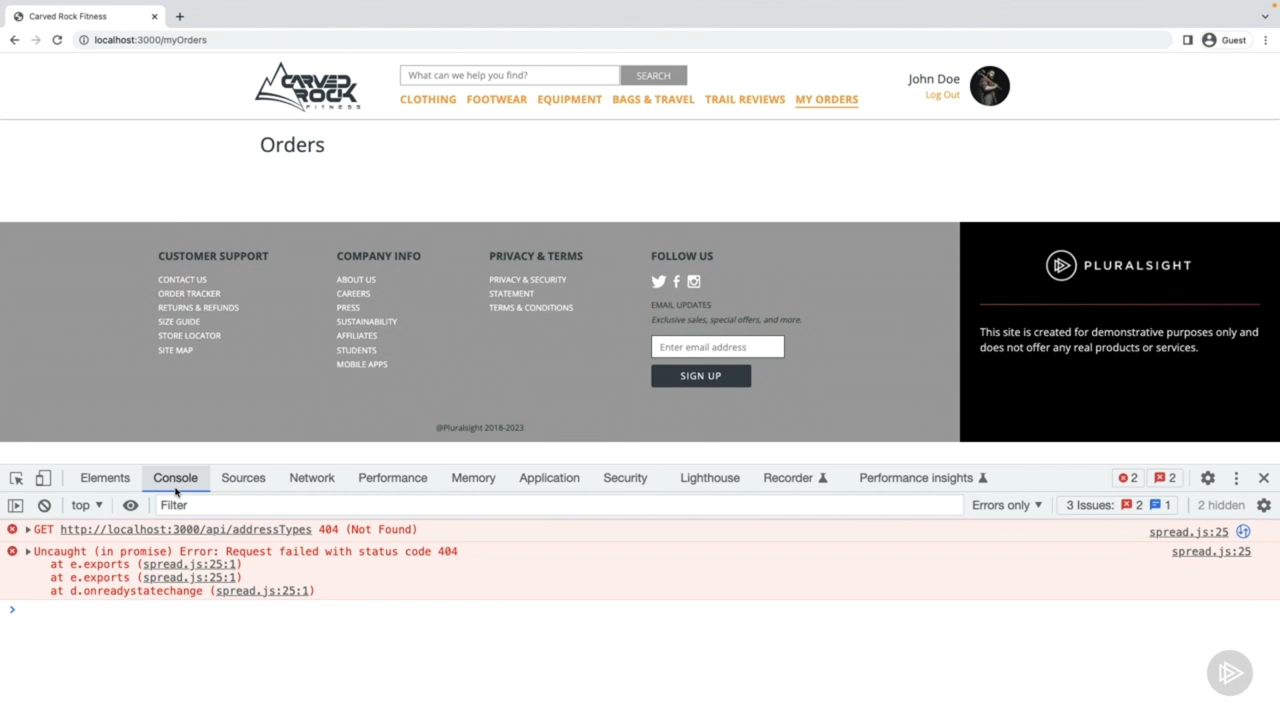 Carved Rock Fitness
localhost:3000/myOrders
Guest
CARVED
ROCK
FITNESS
What can we help you find?
SEARCH
CLOTHING FOOTWEAR EQUIPMENT BAGS & TRAVEL TRAIL REVIEWS MY ORDERS
John Doe
Log Out
Orders
CUSTOMER SUPPORT
CONTACT US
ORDER TRACKER
RETURNS & REFUNDS
SIZE GUIDE
STORE LOCATOR
SITE MAP
COMPANY INFO
ABOUT US
CAREERS
PRESS
SUSTAINABILITY
AFFILIATES
STUDENTS
MOBILE APPS
PRIVACY & TERMS
PRIVACY & SECURITY
STATEMENT
TERMS & CONDITIONS
FOLLOW US
EMAIL UPDATES
Exclusive sales, special offers, and more.
Enter email address
SIGN UP
@Pluralsight 2018-2023
PLURALSIGHT
This site is created for demonstrative purposes only and
does not offer any real products or services.
Elements Console Sources Network Performance Memory Application Security Lighthouse Recorder Performance insights 2 2
top Filter Errors only 3 Issues: 2 1 2 hidden
GET http://localhost:3000/api/addressTypes 404 (Not Found) spread.js:25
Uncaught (in promise) Error: Request failed with status code 404 spread.js:25
at e.exports (spread.js:25:1)
at e.exports (spread.js:25:1)
at d.onreadystatechange (spread.js:25:1)